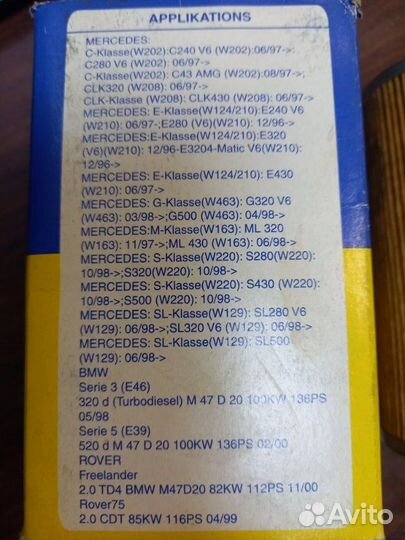 APPLIKATIONS
MERCEDES:
C-Klasse(W202):C240 V6 (W202):06/97->:
C280 V6 (W202): 06/97->
C-Klasse(W202): C43 AMG (W202):08/97->;
CLK320 (W208): 06/97->
CLK-Klasse (W208): CLK430 (W208): 06/97->
MERCEDES: E-Klasse(W124/210):E240 V6
(W210): 06/97-;E280 (V6)(W210): 12/96->
MERCEDES: E-Klasse(W124/210):E320
(V6)(W210): 12/96-E3204-Matic V6(W210):
12/96->
MERCEDES: E-Klasse(W124/210): E430
(W210): 06/97->
MERCEDES: G-Klasse(W463): G320 V6
(W463): 03/98->;G500 (W463): 04/98->
MERCEDES:M-Klasse(W163): ML 320
(W163): 11/97->;ML 430 (W163): 06/98->
MERCEDES: S-Klasse(W220): S280(W220):
10/98->;S320(W220): 10/98->
MERCEDES: S-Klasse(W220): S430 (W220):
10/98->;S500 (W220): 10/98->
MERCEDES: SL-Klasse(W129): SL280 V6
(W129): 06/98->;SL320 V6 (W129): 06/98->
MERCEDES: SL-Klasse(W129): SL500
(W129): 06/98->
BMW
Serie 3 (E46)
320 d (Turbodiesel) M 47 D 20 100KW 136PS
05/98
Serie 5 (E39)
520 d M 47 D 20 100KW 136PS 02/00
ROVER
Freelander
2.0 TD4 BMW M47D20 82KW 112PS 11/00
Rover75
2.0 CDT 85KW 116PS 04/99
Avito